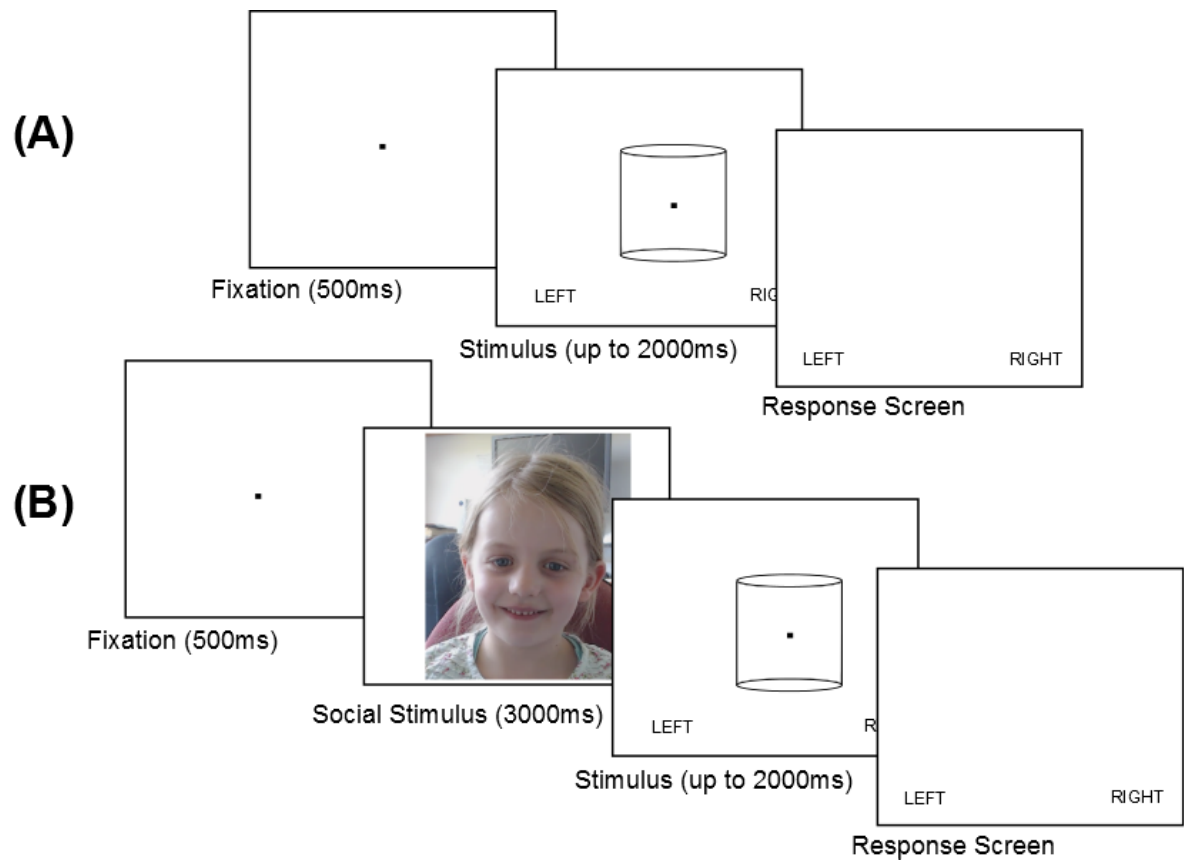 (A)
Fixation (500ms)
LEFT
RIG
Stimulus (up to 2000ms)
LEFT
RIGHT
Response Screen
(B)
Fixation (500ms)
Social Stimulus (3000ms)
LEFT
R
Stimulus (up to 2000ms)
LEFT
RIGHT
Response Screen